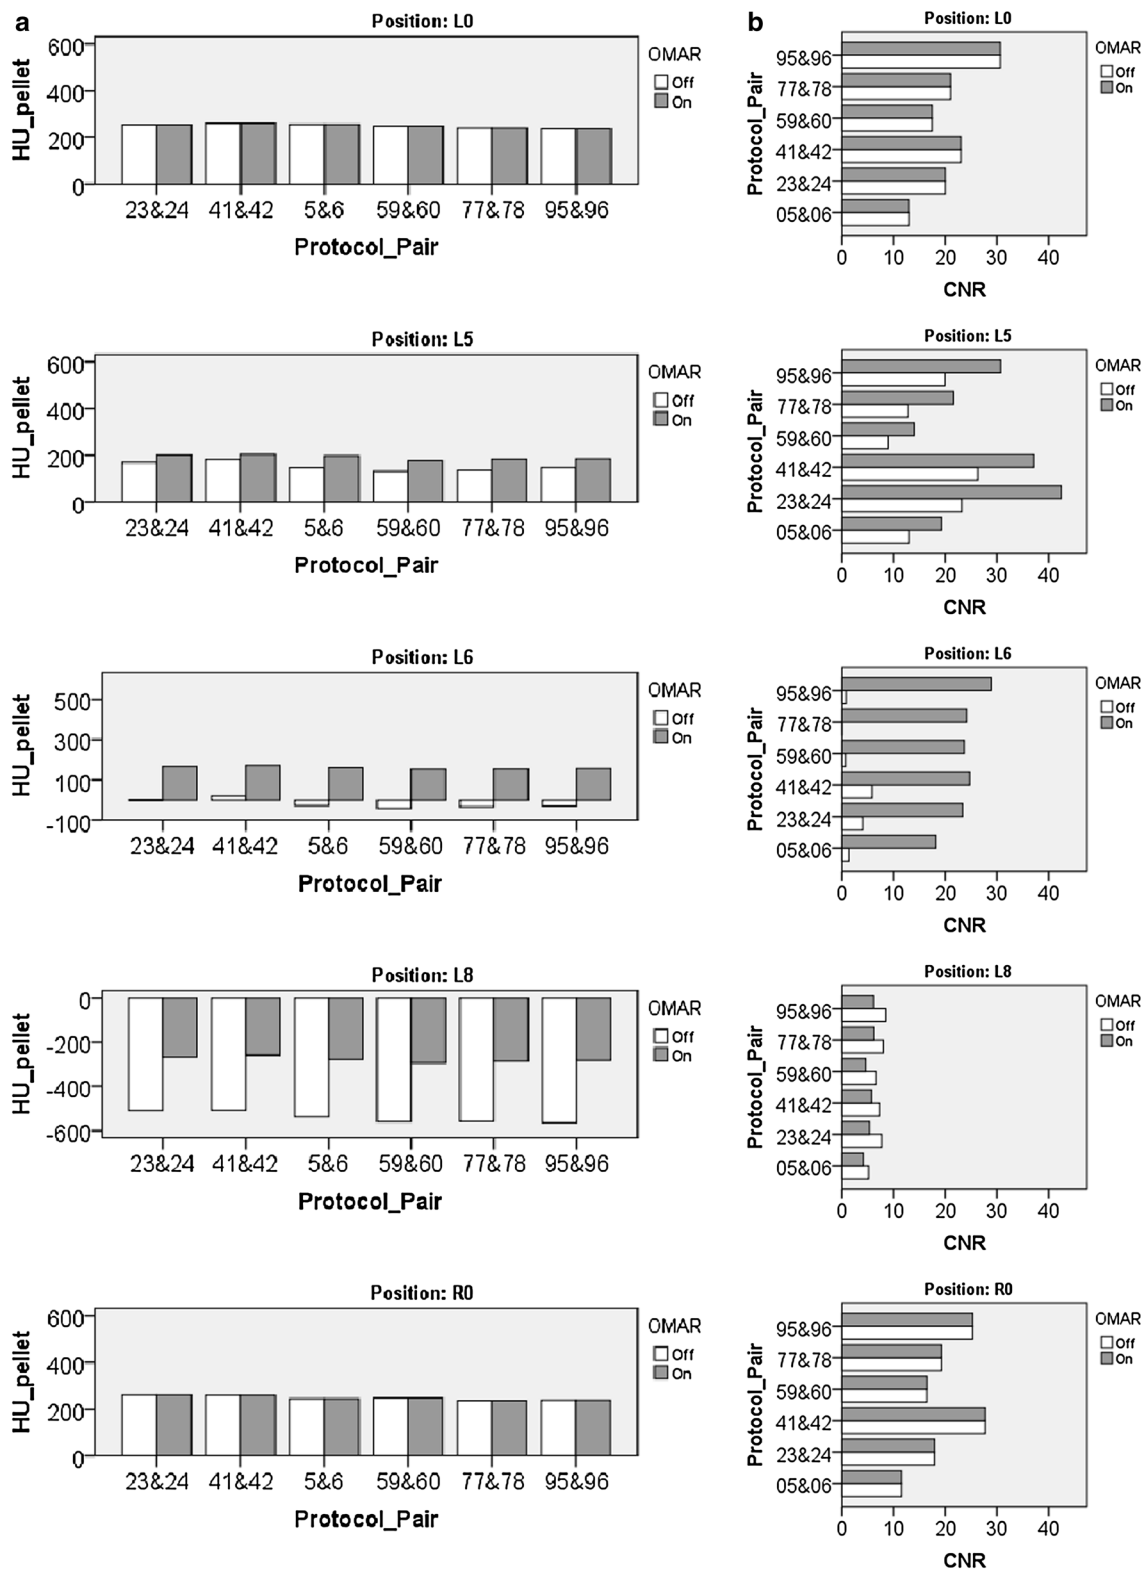 a
Position: L0
600
400
200
0
HU_pellet
OMAR
Off
On
23&24 41&42 5&6 59&60 77&78 95&96
Protocol_Pair
Position: L5
600
400
200
0
HU_pellet
OMAR
Off
On
23&24 41&42 5&6 59&60 77&78 95&96
Protocol_Pair
Position: L6
500
300
100
-100
HU_pellet
OMAR
Off
On
23&24 41&42 5&6 59&60 77&78 95&96
Protocol_Pair
Position: L8
0
-200
-400
-600
HU_pellet
OMAR
Off
On
23&24 41&42 5&6 59&60 77&78 95&96
Protocol_Pair
Position: R0
600
400
200
0
HU_pellet
OMAR
Off
On
23&24 41&42 5&6 59&60 77&78 95&96
Protocol_Pair
b
Position: L0
Protocol_Pair
95&96
77&78
59&60
41&42
23&24
05&06
OMAR
Off
On
0 10 20 30 40
CNR
Position: L5
Protocol_Pair
95&96
77&78
59&60
41&42
23&24
05&06
OMAR
Off
On
0 10 20 30 40
CNR
Position: L6
Protocol_Pair
95&96
77&78
59&60
41&42
23&24
05&06
OMAR
Off
On
0 10 20 30 40
CNR
Position: L8
Protocol_Pair
95&96
77&78
59&60
41&42
23&24
05&06
OMAR
Off
On
0 10 20 30 40
CNR
Position: R0
Protocol_Pair
95&96
77&78
59&60
41&42
23&24
05&06
OMAR
Off
On
0 10 20 30 40
CNR